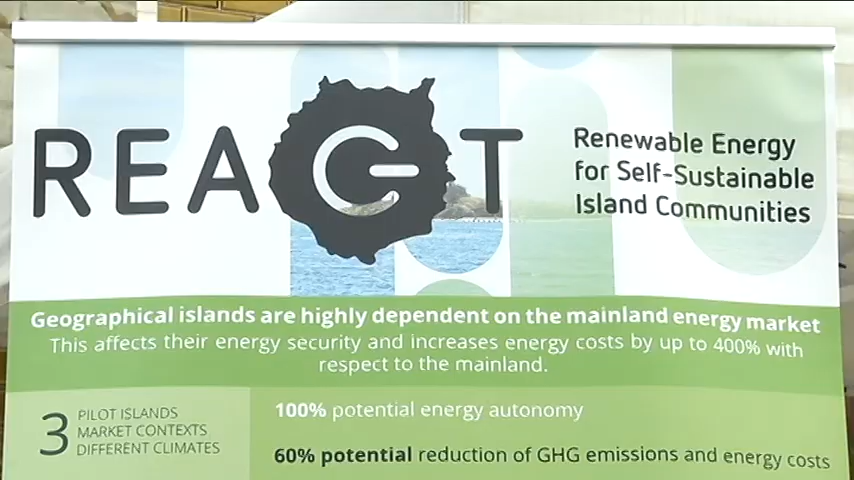 REACT
Renewable Energy
for Self-Sustainable
Island Communities
Geographical islands are highly dependent on the mainland energy market
This affects their energy security and increases energy costs by up to 400% with
respect to the mainland.
3 PILOT ISLANDS
MARKET CONTEXTS
DIFFERENT CLIMATES
100% potential energy autonomy
60% potential reduction of GHG emissions and energy costs